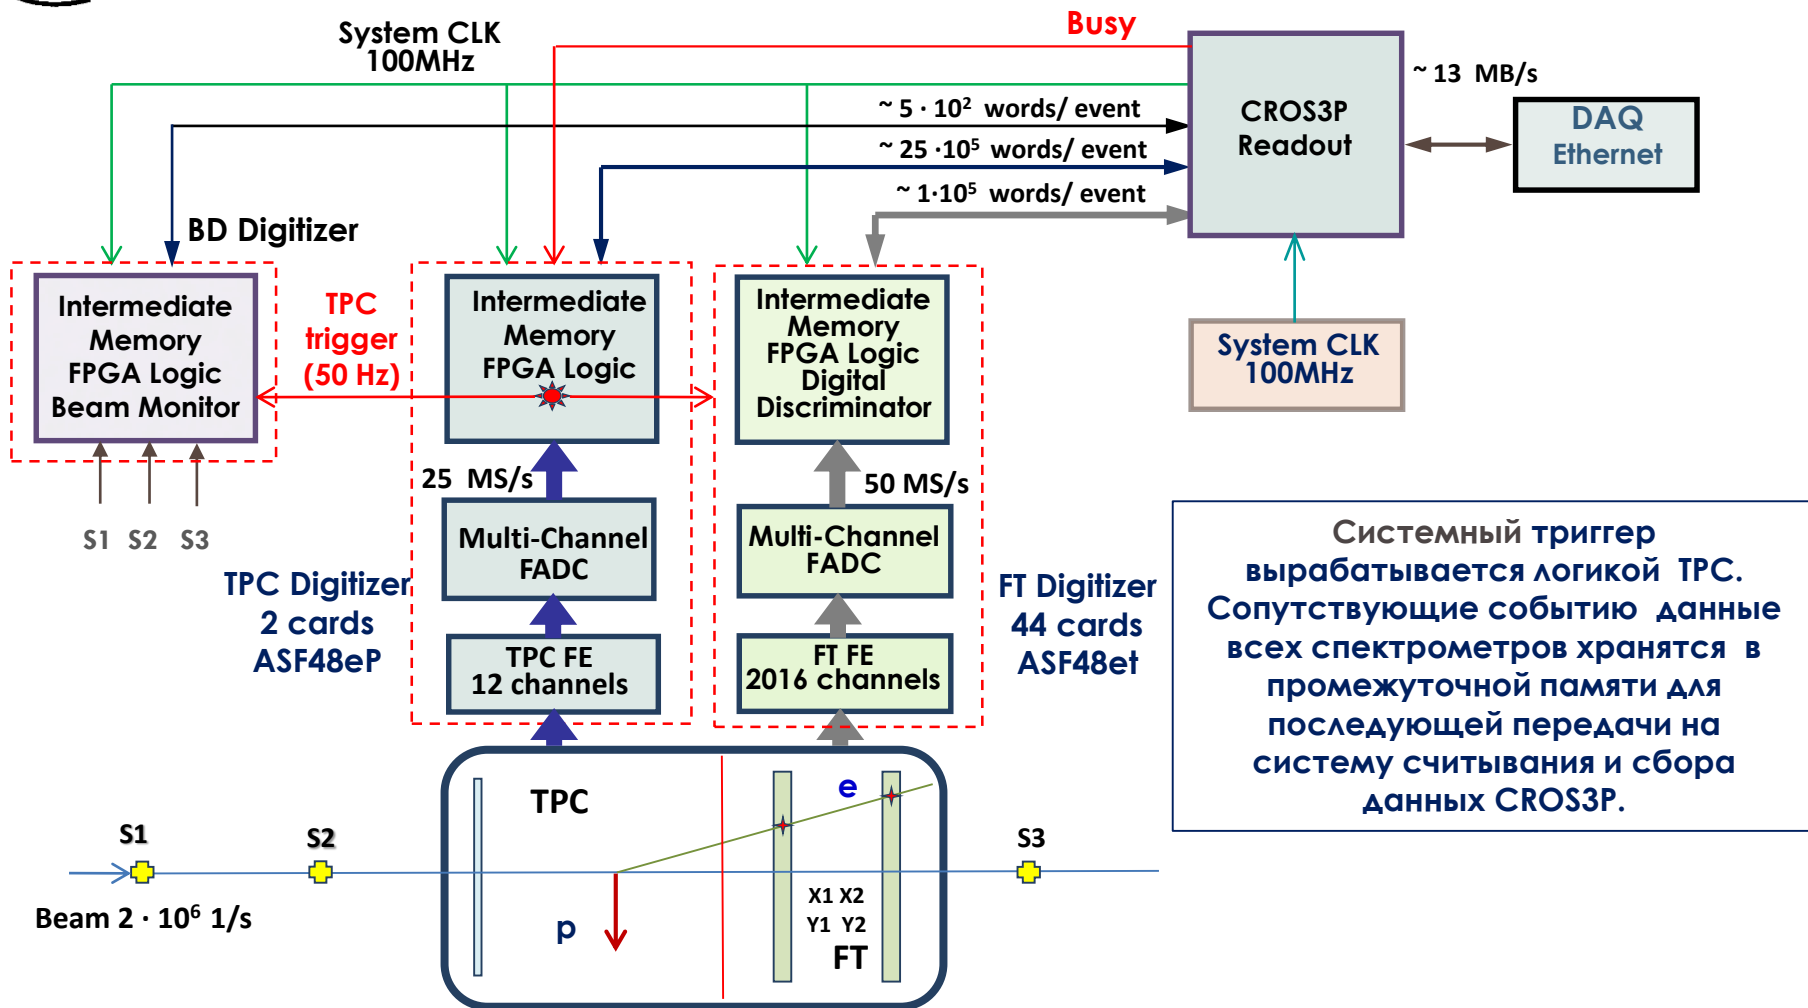 System CLK
100MHz
Busy
~ 13 MB/s
~ 5 · 10² words/ event
~ 25 ·10⁵ words/ event
~ 1·10⁵ words/ event
CROS3P
Readout
DAQ
Ethernet
BD Digitizer
Intermediate
Memory
FPGA Logic
Beam Monitor
TPC
trigger
(50 Hz)
Intermediate
Memory
FPGA Logic
Intermediate
Memory
FPGA Logic
Digital
Discriminator
System CLK
100MHz
S1 S2 S3
25 MS/s
50 MS/s
Multi-Channel
FADC
Multi-Channel
FADC
TPC Digitizer
2 cards
ASF48eP
FT Digitizer
44 cards
ASF48et
TPC FE
12 channels
FT FE
2016 channels
Системный триггер
вырабатывается логикой TPC.
Сопутствующие событию данные
всех спектрометров хранятся в
промежуточной памяти для
последующей передачи на
систему считывания и сбора
данных CROS3P.
TPC
e
S1
S2
S3
X1 X2
Y1 Y2
FT
p
Beam 2 · 10⁶ 1/s